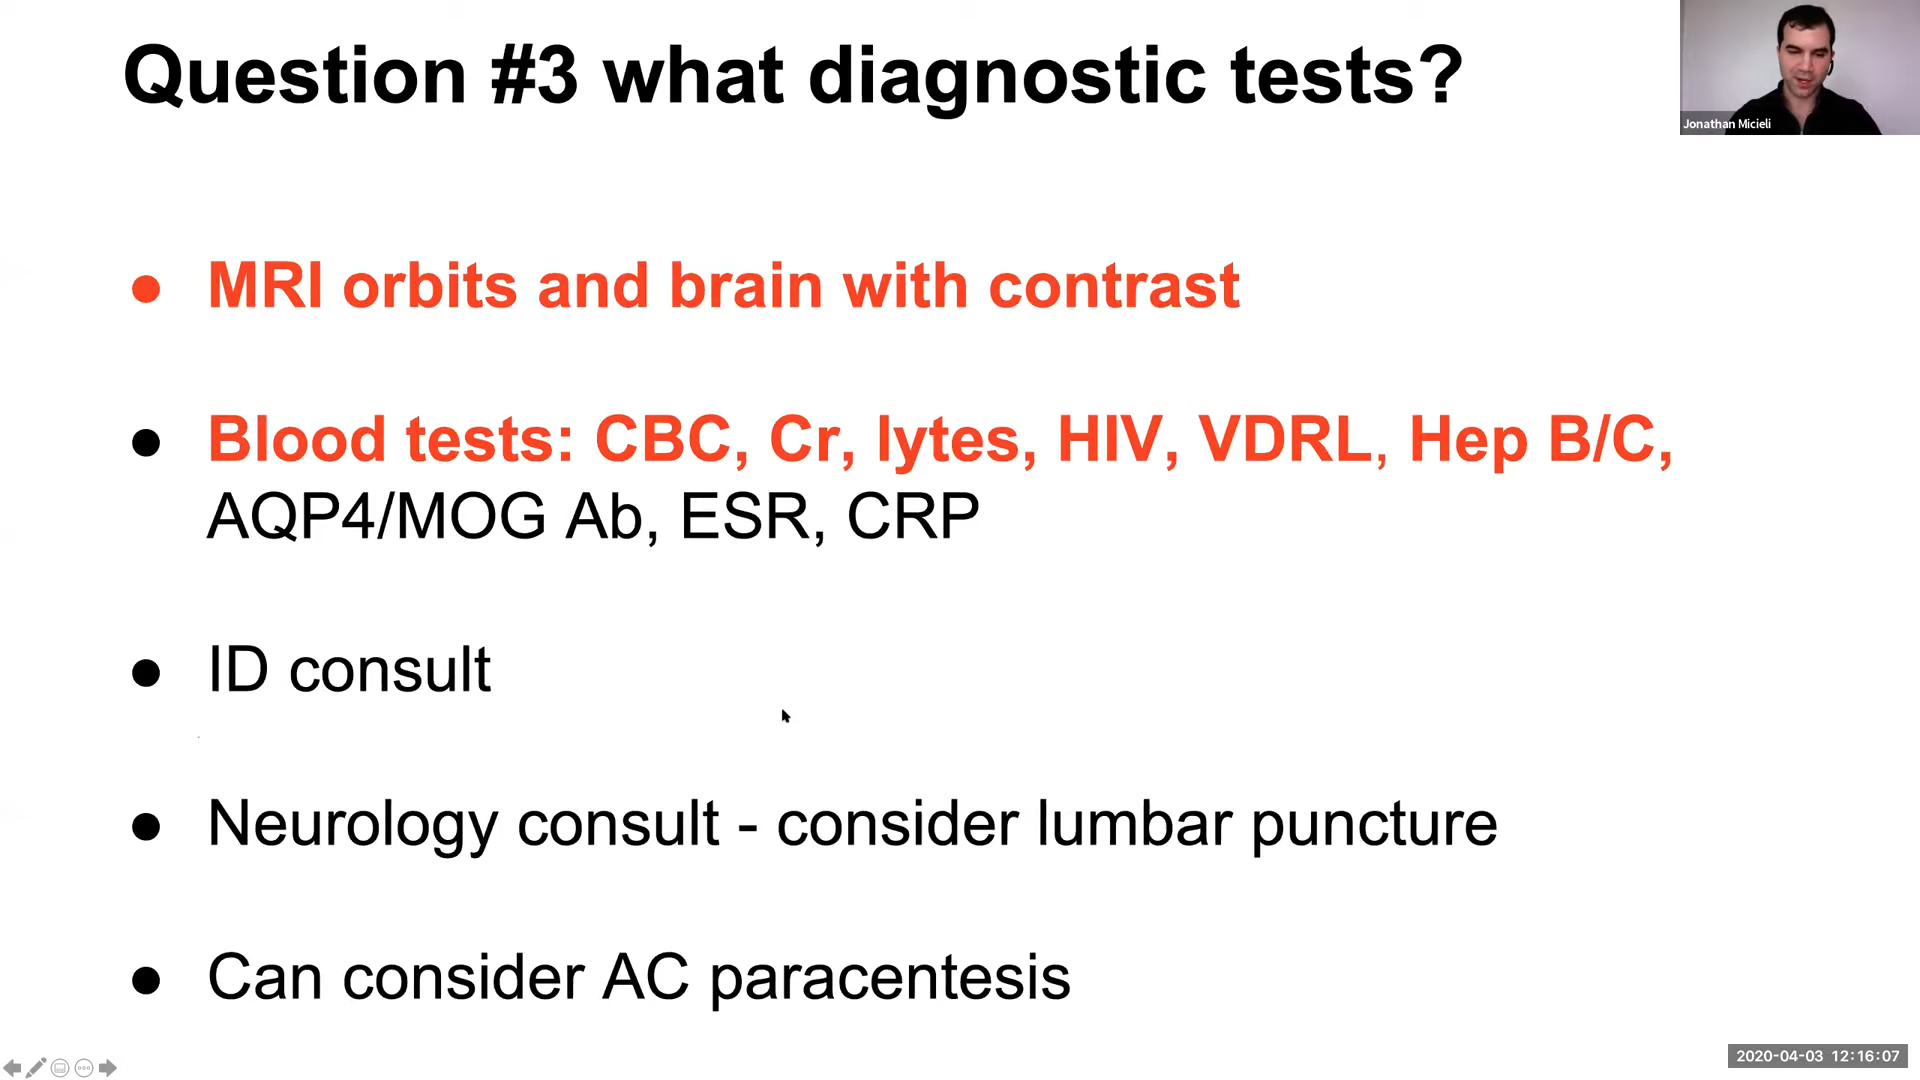 Question #3 what diagnostic tests?
Jonathan Micieli
● MRI orbits and brain with contrast
● Blood tests: CBC, Cr, lytes, HIV, VDRL, Hep B/C,
AQP4/MOG Ab, ESR, CRP
● ID consult
● Neurology consult - consider lumbar puncture
● Can consider AC paracentesis
2020-04-03 12:16:07